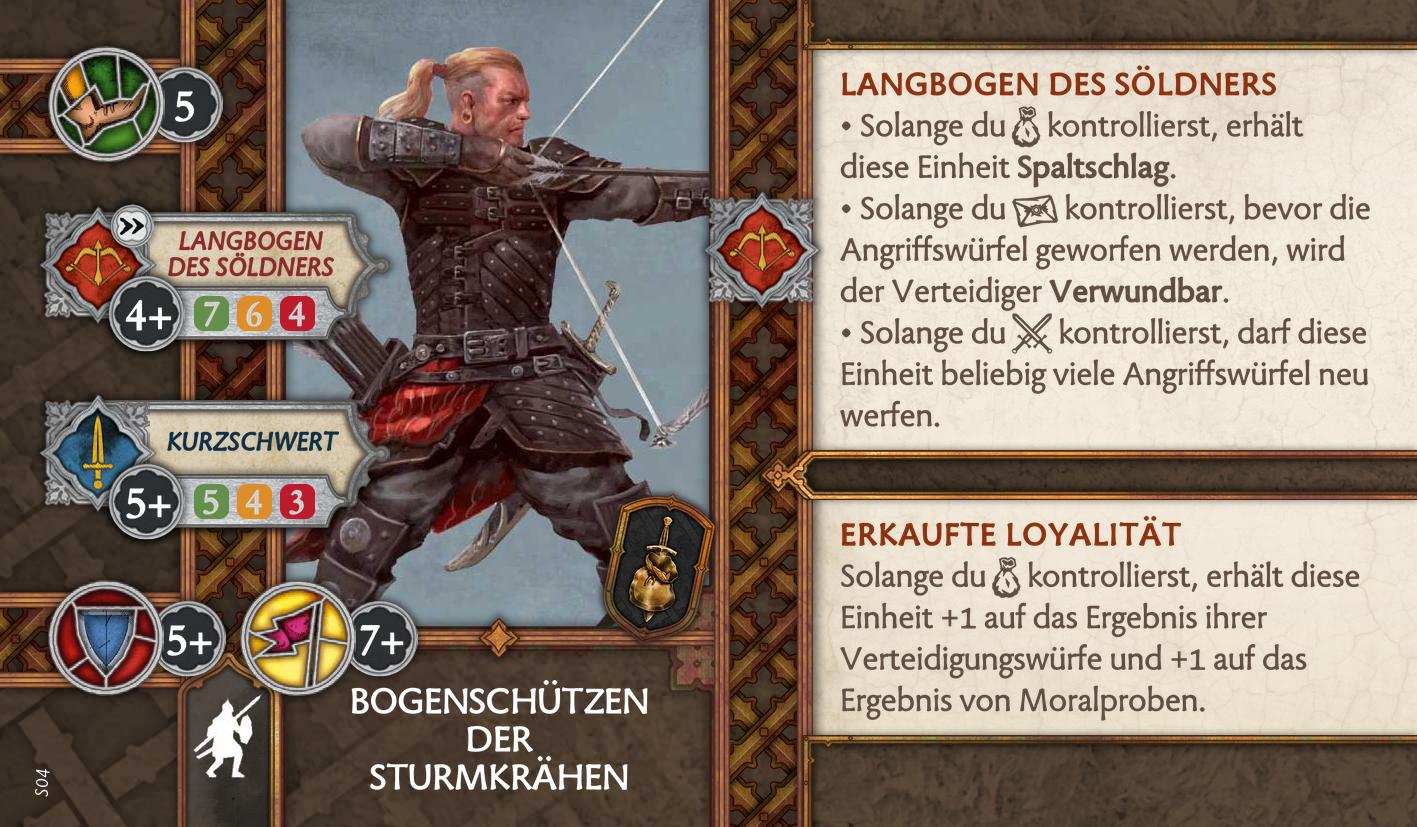 5
LANGBOGEN
DES SÖLDNERS
4+ 7 6 4
KURZSCHWERT
5+ 5 4 3
5+ 7+
BOGENSCHÜTZEN
DER
STURMKRÄHEN
S04
LANGBOGEN DES SÖLDNERS
• Solange du kontrollierst, erhält
diese Einheit Spaltschlag.
• Solange du kontrollierst, bevor die
Angriffswürfel geworfen werden, wird
der Verteidiger Verwundbar.
• Solange du kontrollierst, darf diese
Einheit beliebig viele Angriffswürfel neu
werfen.
ERKAUFTE LOYALITÄT
Solange du kontrollierst, erhält diese
Einheit +1 auf das Ergebnis ihrer
Verteidigungswürfe und +1 auf das
Ergebnis von Moralproben.